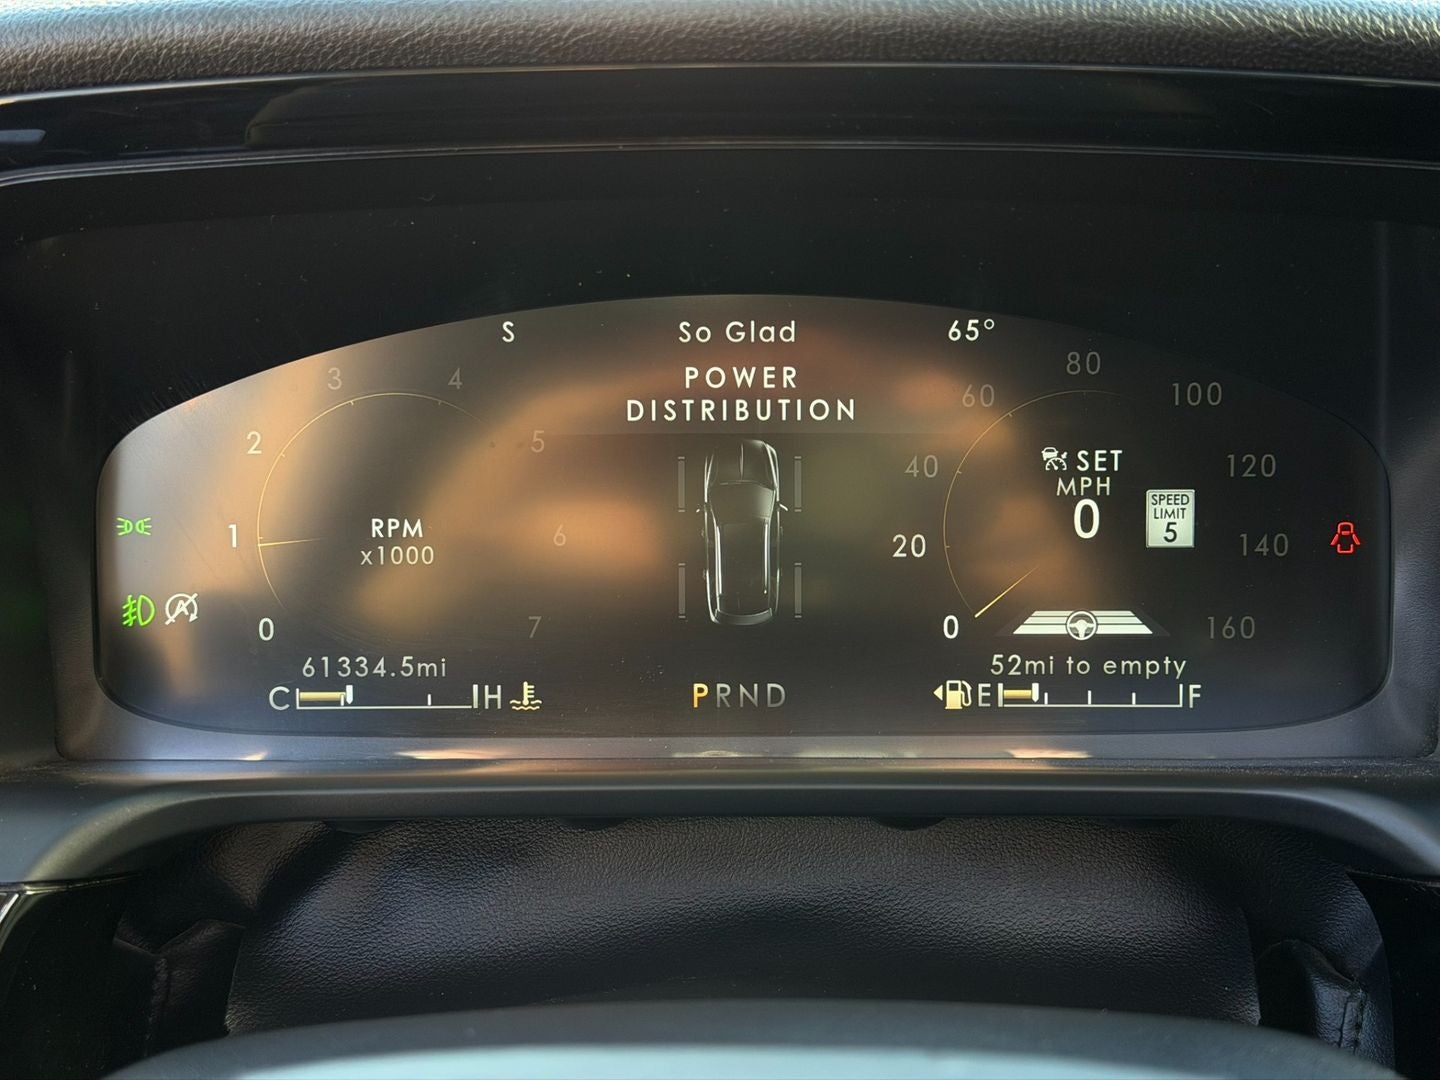 S So Glad 65°
POWER
DISTRIBUTION
0 1 2 3 4 5 6 7
RPM
x1000
0 20 40 60 80 100 120 140 160
SET
MPH
0
SPEED
LIMIT
5
61334.5mi
C H
PRND
52mi to empty
E F